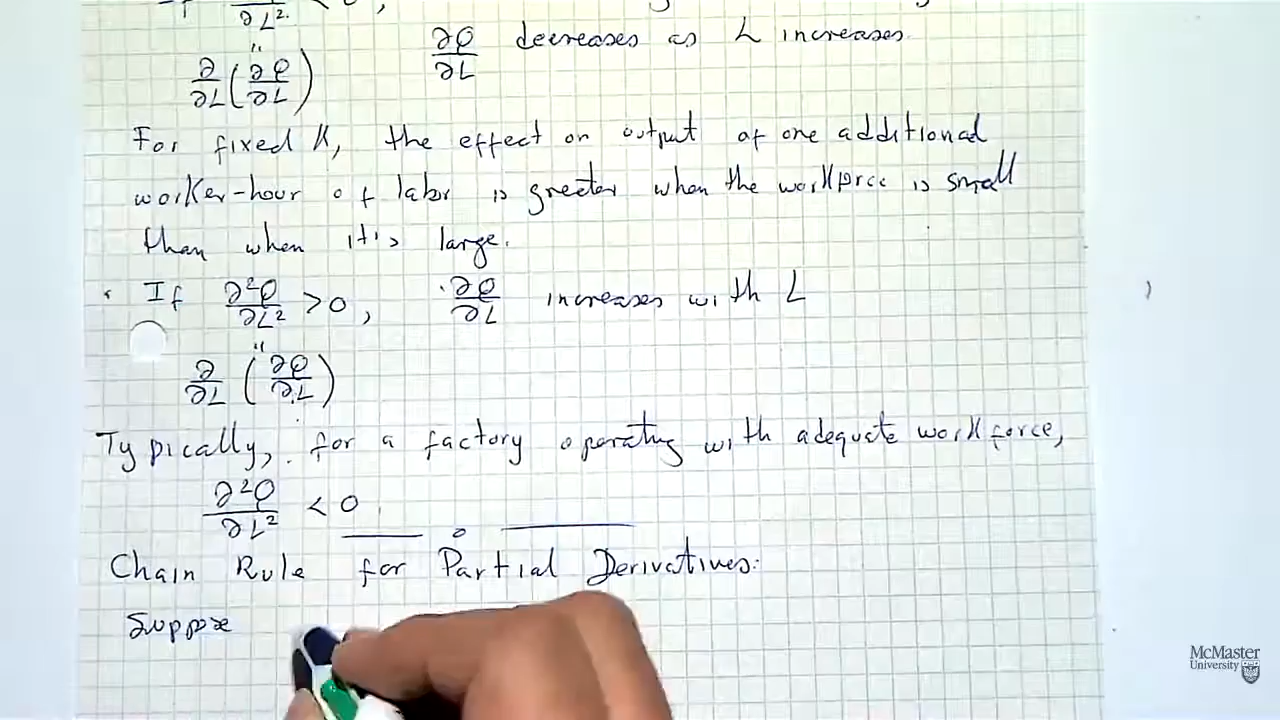 ∂L².
∂Q/∂L decreases as L increases.
"
∂/∂L (∂Q/∂L)
For fixed K, the effect on output of one additional
worker-hour of labor is greater when the workforce is small
than when it's large.
• If ∂²Q/∂L² > 0, ∂Q/∂L increases with L
"
∂/∂L (∂Q/∂L)
Typically, for a factory operating with adequate workforce,
∂²Q/∂L² < 0
Chain Rule for Partial Derivatives:
Suppose
McMaster
University